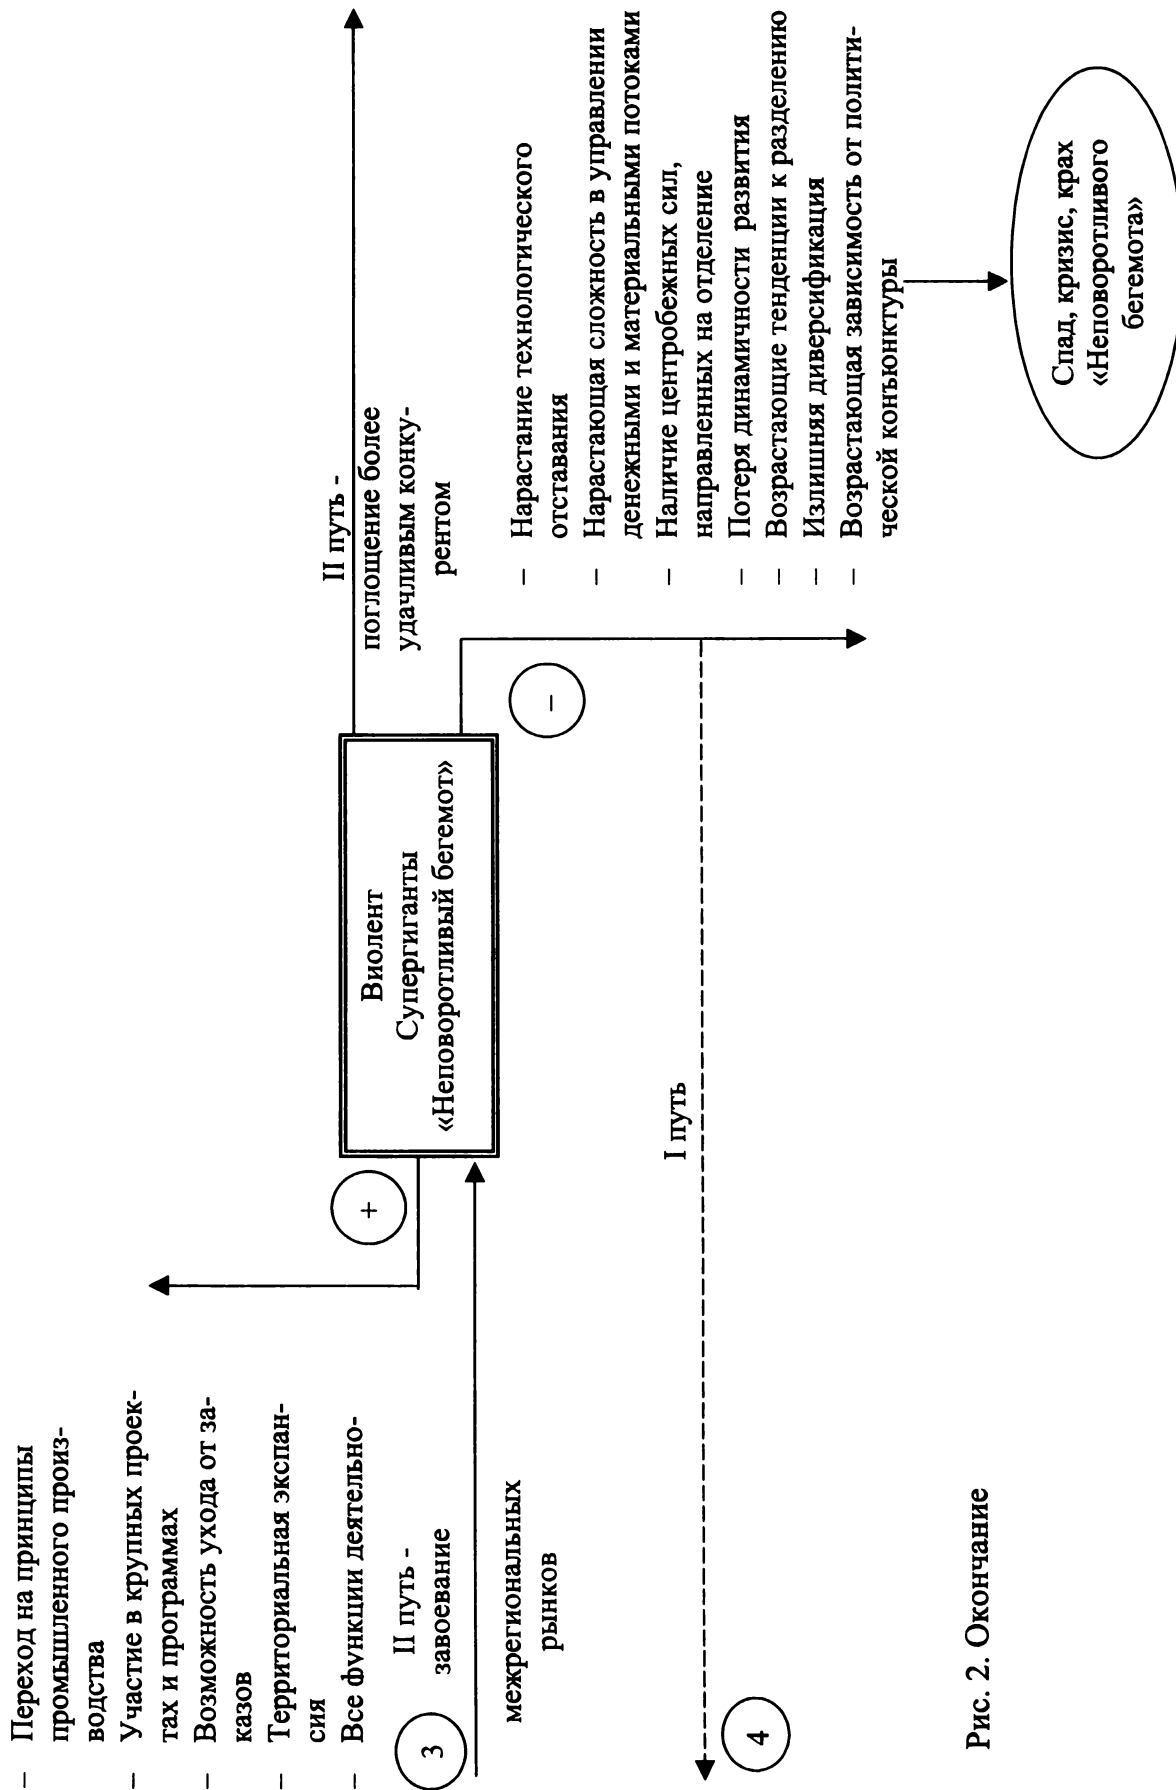 – Переход на принципы
промышленного произ-
водства
– Участие в крупных проек-
тах и программах
– Возможность ухода от за-
казов
– Территориальная экспан-
сия
– Все функции деятельно-
+
3
II путь -
завоевание
межрегиональных
рынков
Виолент
Супергиганты
«Неповоротливый бегемот»
II путь -
поглощение более
удачливым конку-
рентом
–
– Нарастание технологического
отставания
– Нарастающая сложность в управлении
денежными и материальными потоками
– Наличие центробежных сил,
направленных на отделение
– Потеря динамичности развития
– Возрастающие тенденции к разделению
– Излишняя диверсификация
– Возрастающая зависимость от полити-
ческой конъюнктуры
I путь
4
Спад, кризис, крах
«Неповоротливого
бегемота»
Рис. 2. Окончание